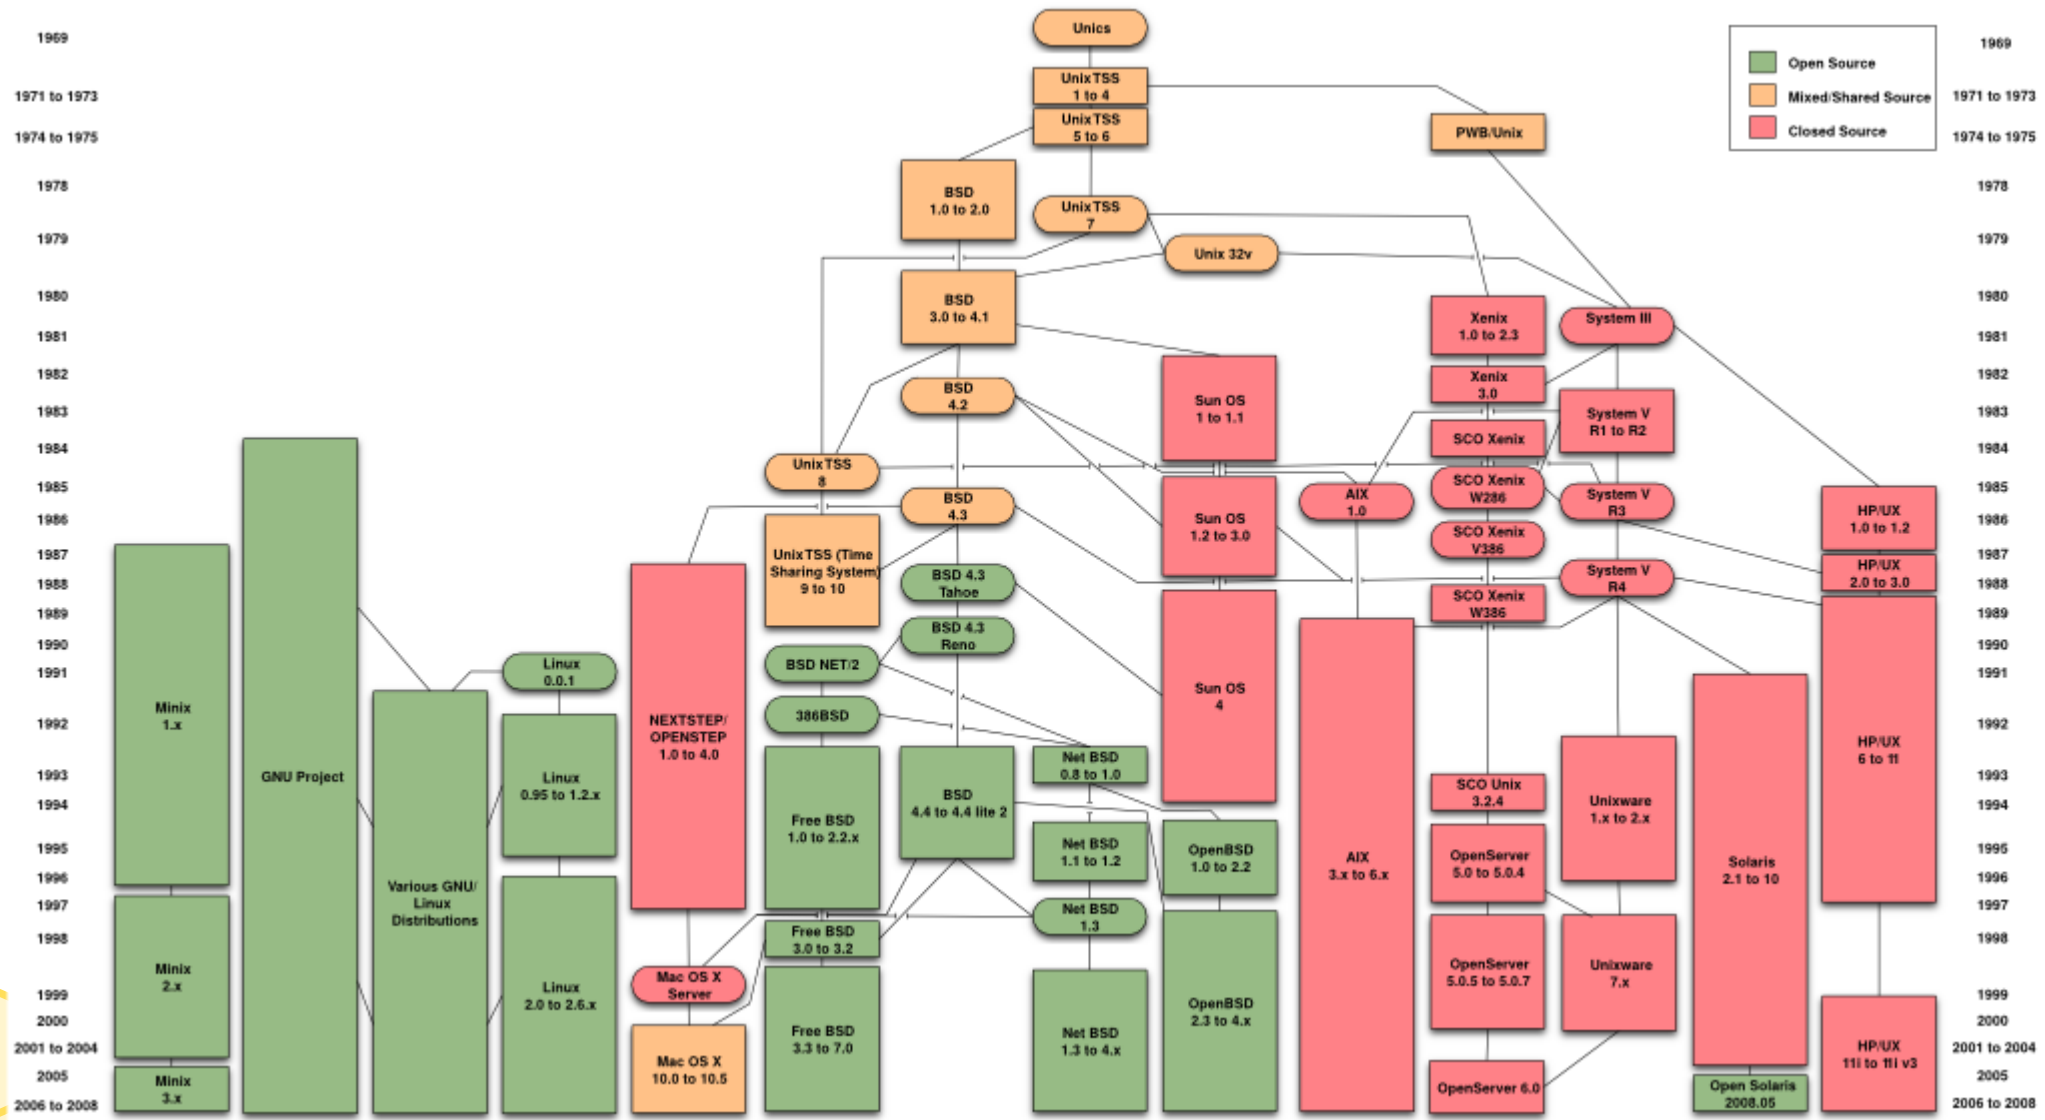 Unics
1969
1969
Open Source
UnixTSS
1 to 4
1971 to 1973
Mixed/Shared Source
1971 to 1973
UnixTSS
5 to 6
PWB/Unix
Closed Source
1974 to 1975
1974 to 1975
1978
1978
BSD
1.0 to 2.0
UnixTSS
7
1979
1979
Unix 32v
1980
1980
BSD
3.0 to 4.1
Xenix
1.0 to 2.3
System III
1981
1981
1982
1982
BSD
4.2
Xenix
3.0
Sun OS
1 to 1.1
1983
1983
System V
R1 to R2
SCO Xenix
1984
1984
UnixTSS
8
1985
1985
SCO Xenix
W286
BSD
4.3
AIX
1.0
System V
R3
1986
1986
HP/UX
1.0 to 1.2
Sun OS
1.2 to 3.0
SCO Xenix
V386
1987
1987
UnixTSS (Time
Sharing System)
9 to 10
BSD 4.3
Tahoe
System V
R4
HP/UX
2.0 to 3.0
1988
1988
SCO Xenix
W386
1989
1989
BSD 4.3
Reno
1990
1990
BSD NET/2
Linux
0.0.1
1991
1991
Sun OS
4
Minix
1.x
386BSD
NEXTSTEP/
OPENSTEP
1.0 to 4.0
1992
1992
HP/UX
6 to 11
Net BSD
0.8 to 1.0
1993
1993
GNU Project
Linux
0.95 to 1.2.x
SCO Unix
3.2.4
BSD
4.4 to 4.4 lite 2
1994
1994
Unixware
1.x to 2.x
Free BSD
1.0 to 2.2.x
1995
1995
Net BSD
1.1 to 1.2
OpenBSD
1.0 to 2.2
AIX
3.x to 6.x
OpenServer
5.0 to 5.0.4
Solaris
2.1 to 10
1996
1996
Various GNU/
Linux
Distributions
1997
1997
Net BSD
1.3
1998
1998
Free BSD
3.0 to 3.2
Minix
2.x
OpenServer
5.0.5 to 5.0.7
Unixware
7.x
Mac OS X
Server
Linux
2.0 to 2.6.x
1999
1999
OpenBSD
2.3 to 4.x
2000
2000
Free BSD
3.3 to 7.0
Net BSD
1.3 to 4.x
2001 to 2004
2001 to 2004
HP/UX
11i to 11i v3
Mac OS X
10.0 to 10.5
2005
2005
Minix
3.x
OpenServer 6.0
Open Solaris
2008.05
2006 to 2008
2006 to 2008